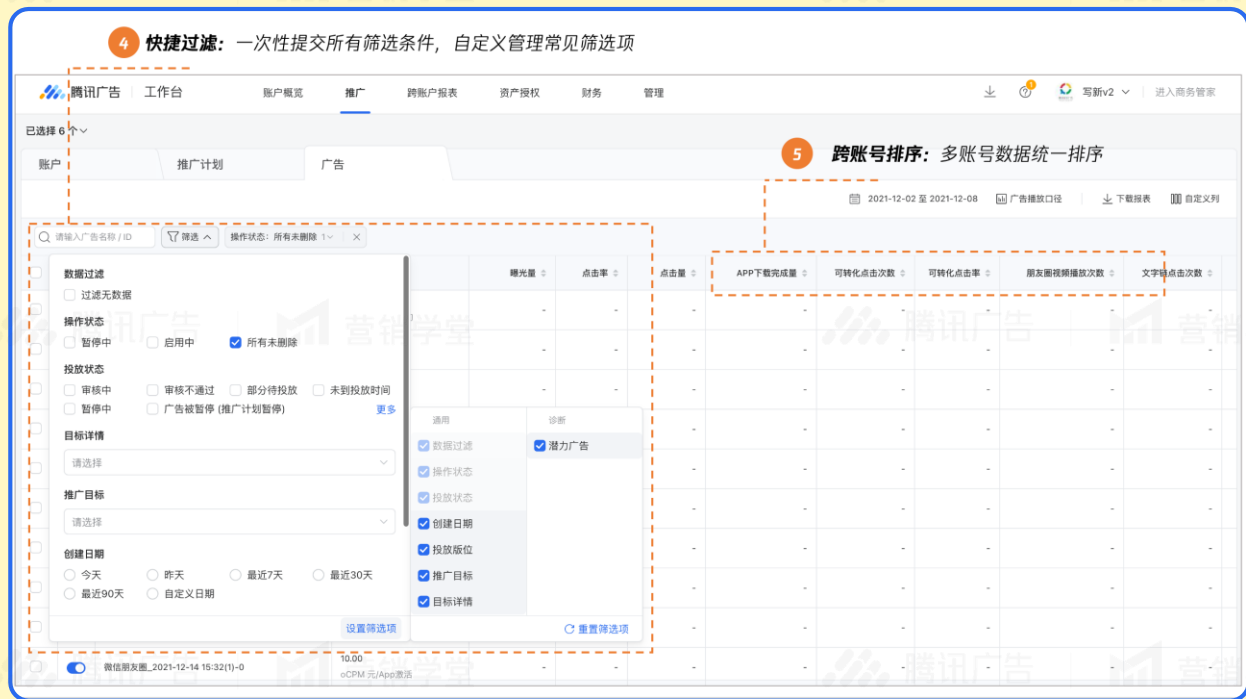 4 快捷过滤：一次性提交所有筛选条件，自定义管理常见筛选项
腾讯广告 工作台 账户概览 推广 跨账户报表 资产授权 财务 管理 1 写新v2 进入商务管家
已选择 6 个
5 跨账号排序：多账号数据统一排序
账户 推广计划 广告
2021-12-02 至 2021-12-08 广告播放口径 下载报表 自定义列
请输入广告名称 / ID 筛选 操作状态：所有未删除 1
曝光量 点击率 点击量 APP下载完成量 可转化点击次数 可转化点击率 朋友圈视频播放次数 文字链点击次数
数据过滤
过滤无数据
操作状态
暂停中 启用中 所有未删除
投放状态
审核中 审核不通过 部分待投放 未到投放时间
暂停中 广告被暂停 (推广计划暂停) 更多
目标详情
请选择
推广目标
请选择
创建日期
今天 昨天 最近7天 最近30天
最近90天 自定义日期
设置筛选项
通用 诊断
数据过滤 潜力广告
操作状态
投放状态
创建日期
投放版位
推广目标
目标详情
重置筛选项
微信朋友圈_2021-12-14 15:32(1)-0 10.00
oCPM 元/App激活
腾讯广告 营销学堂